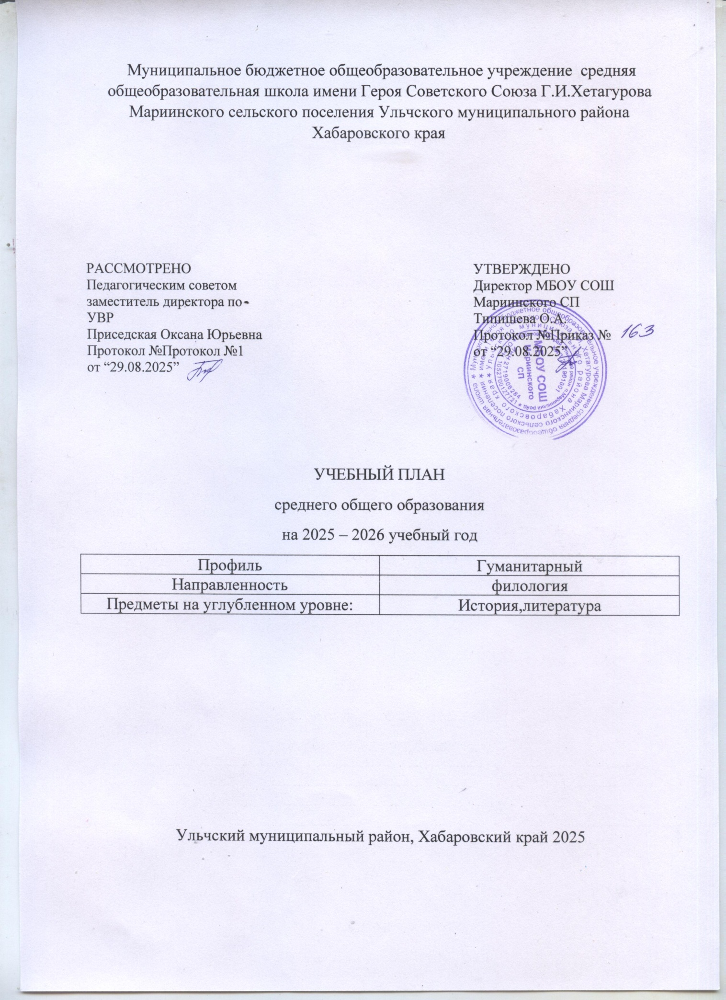 Муниципальное бюджетное общеобразовательное учреждение  средняя
общеобразовательная школа имени Героя Советского Союза Г.И.Хетагурова
Мариинского сельского поселения Ульчского муниципального района
Хабаровского края
РАССМОТРЕНО
Педагогическим советом
заместитель директора по
УВР
Приседская Оксана Юрьевна
Протокол №Протокол №1
от “29.08.2025”
УТВЕРЖДЕНО
Директор МБОУ СОШ
Мариинского СП
Типишева О.А.
Протокол №Приказ № 163
от “29.08.2025”
МБОУ СОШ
Мариинского
СП
2719006284
1052700127721
УЧЕБНЫЙ ПЛАН
среднего общего образования
на 2025 – 2026 учебный год
Профиль Гуманитарный
Направленность филология
Предметы на углубленном уровне: История,литература
Ульчский муниципальный район, Хабаровский край 2025